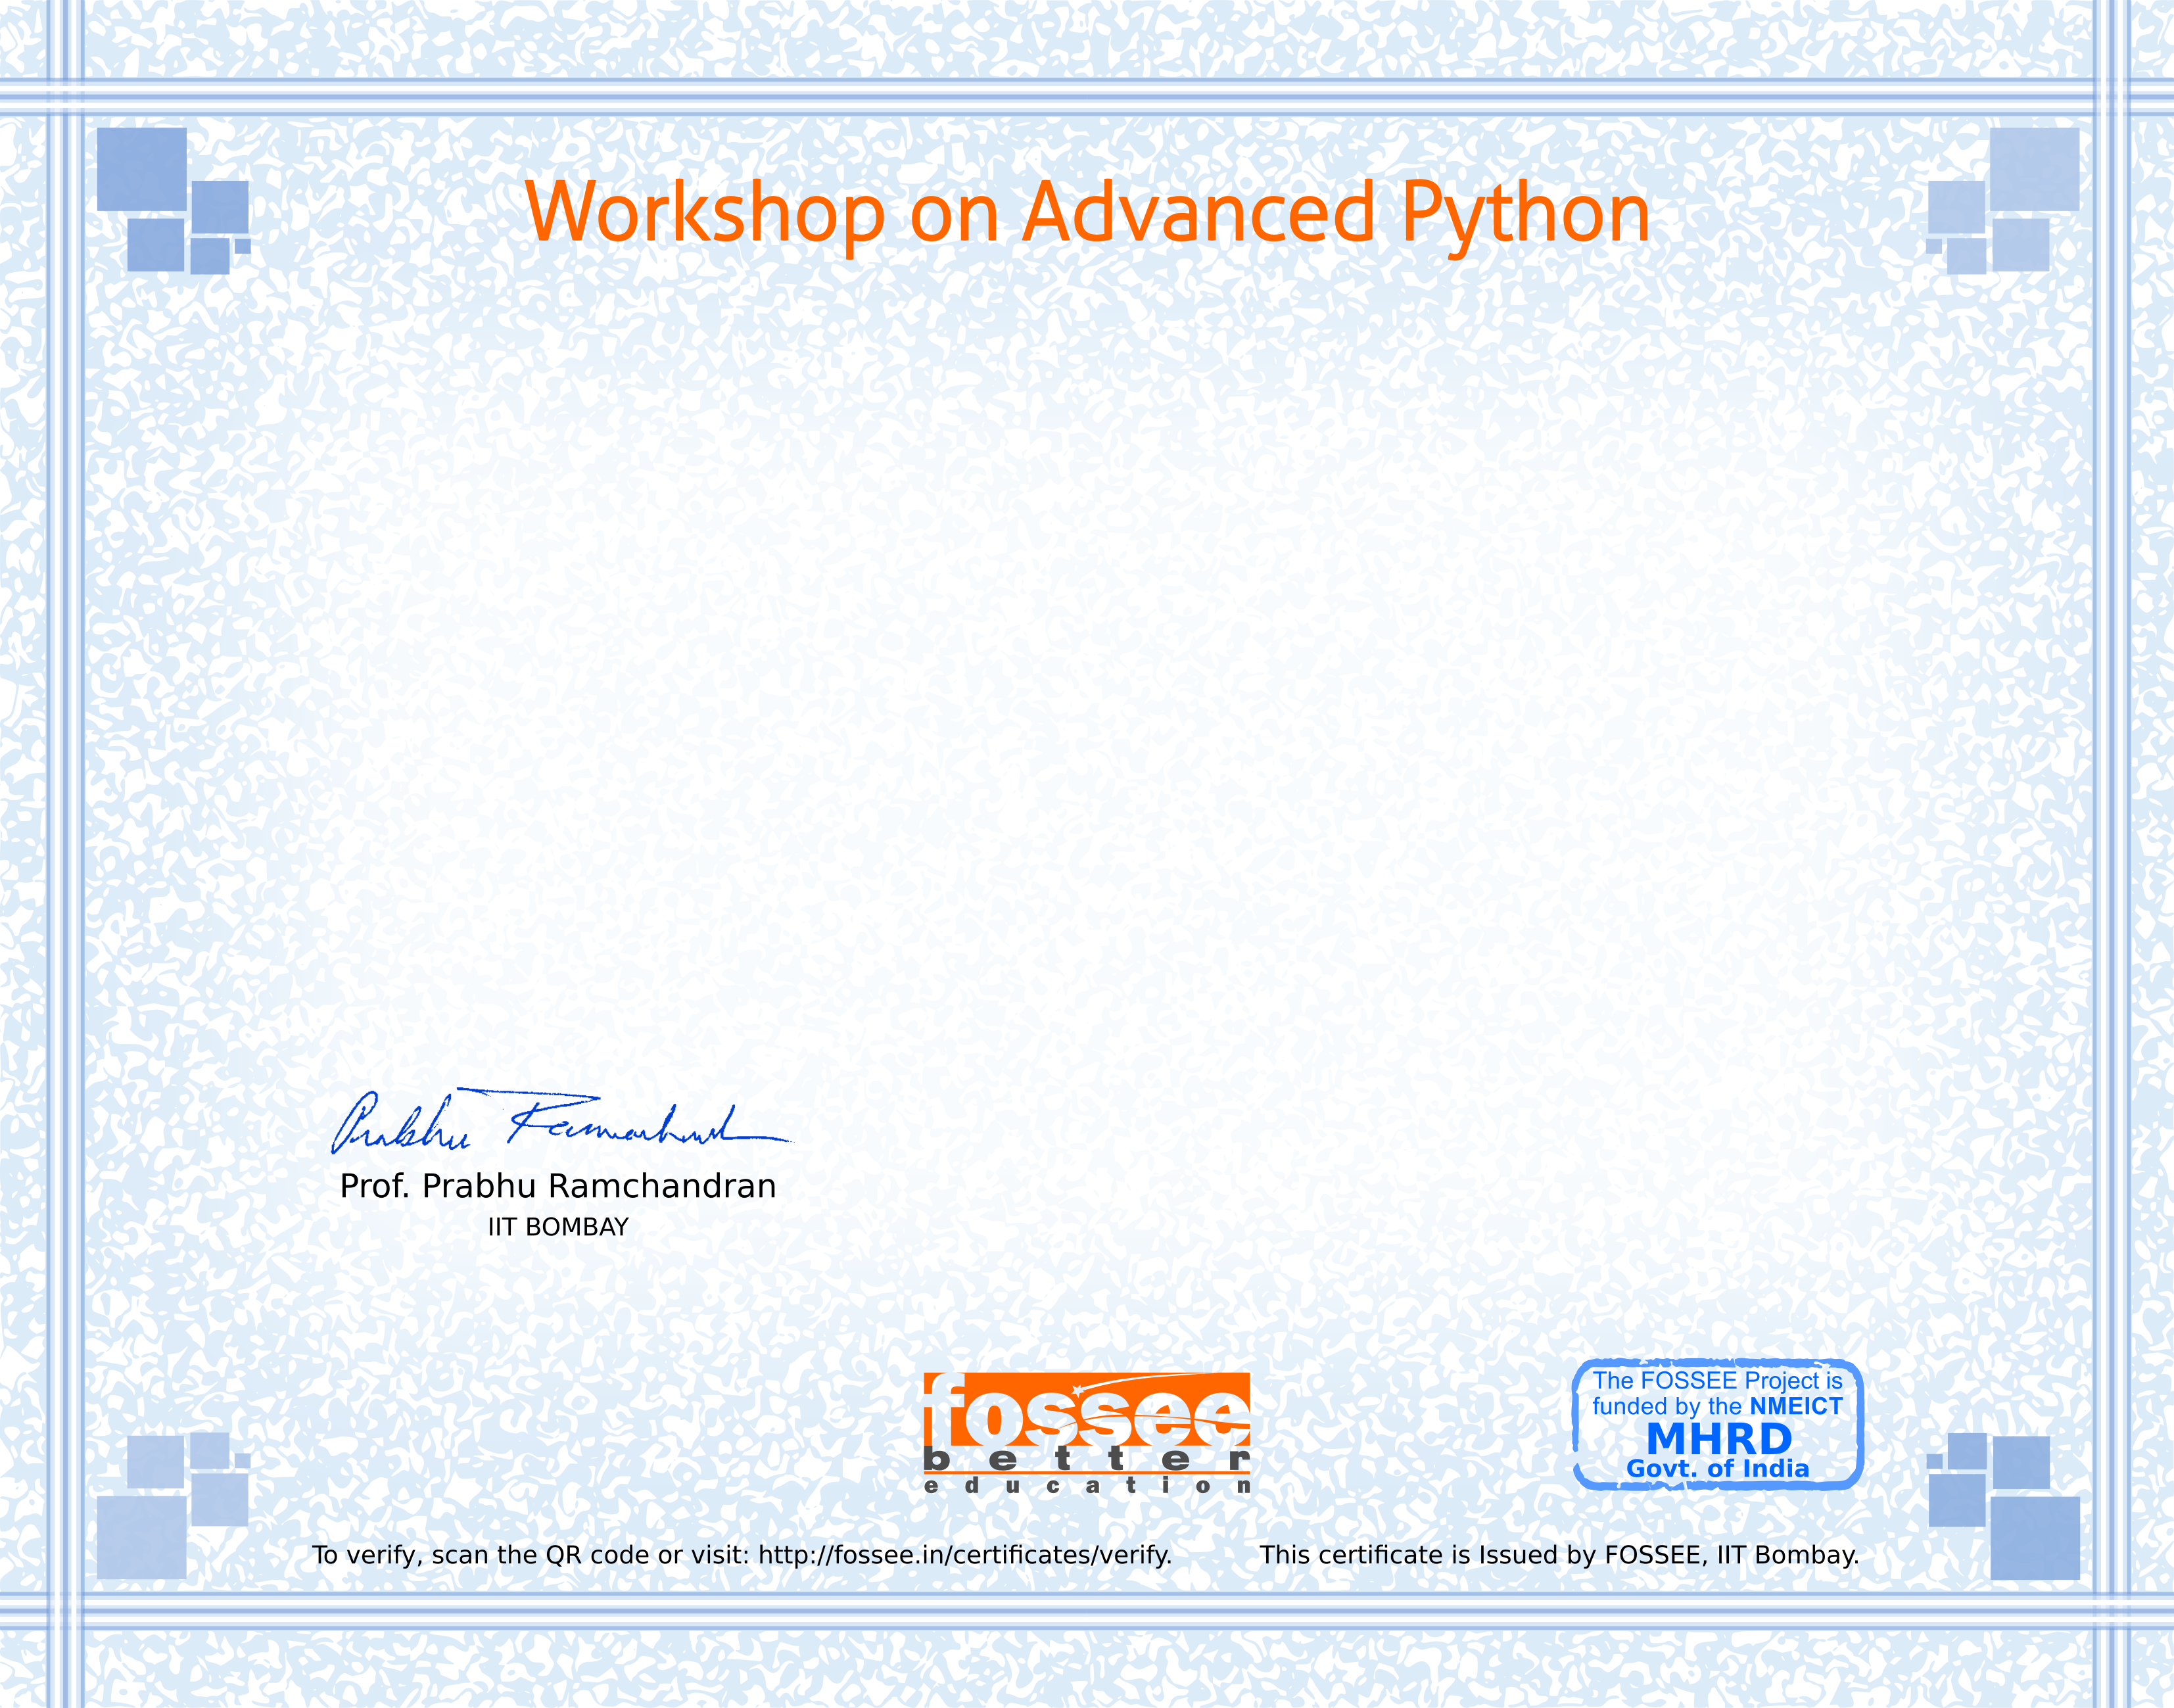 Workshop on Advanced Python
Prabhu Ramachand
Prof. Prabhu Ramchandran
IIT BOMBAY
fossee
better
education
The FOSSEE Project is
funded by the NMEICT
MHRD
Govt. of India
To verify, scan the QR code or visit: http://fossee.in/certificates/verify.
This certificate is Issued by FOSSEE, IIT Bombay.